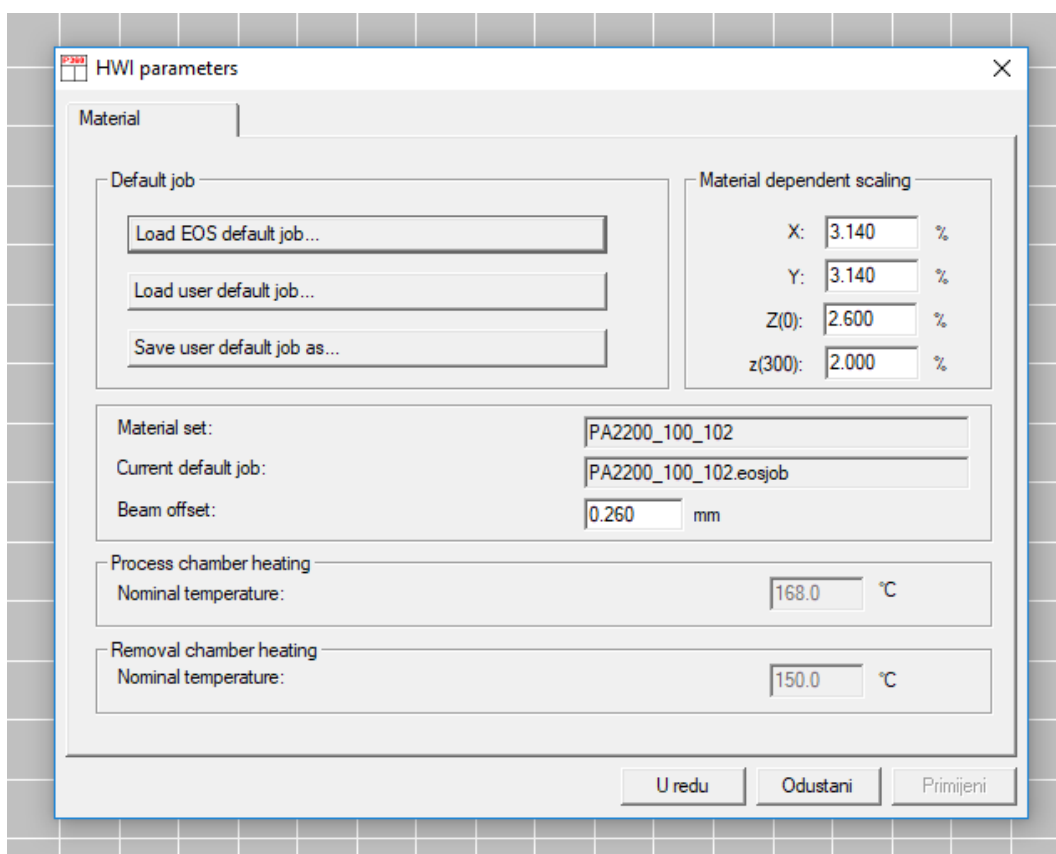 P360
HWI parameters
Material
Default job
Load EOS default job...
Load user default job...
Save user default job as...
Material dependent scaling
X: 3.140 %
Y: 3.140 %
Z(0): 2.600 %
z(300): 2.000 %
Material set: PA2200_100_102
Current default job: PA2200_100_102.eosjob
Beam offset: 0.260 mm
Process chamber heating
Nominal temperature: 168.0 °C
Removal chamber heating
Nominal temperature: 150.0 °C
U redu Odustani Primijeni